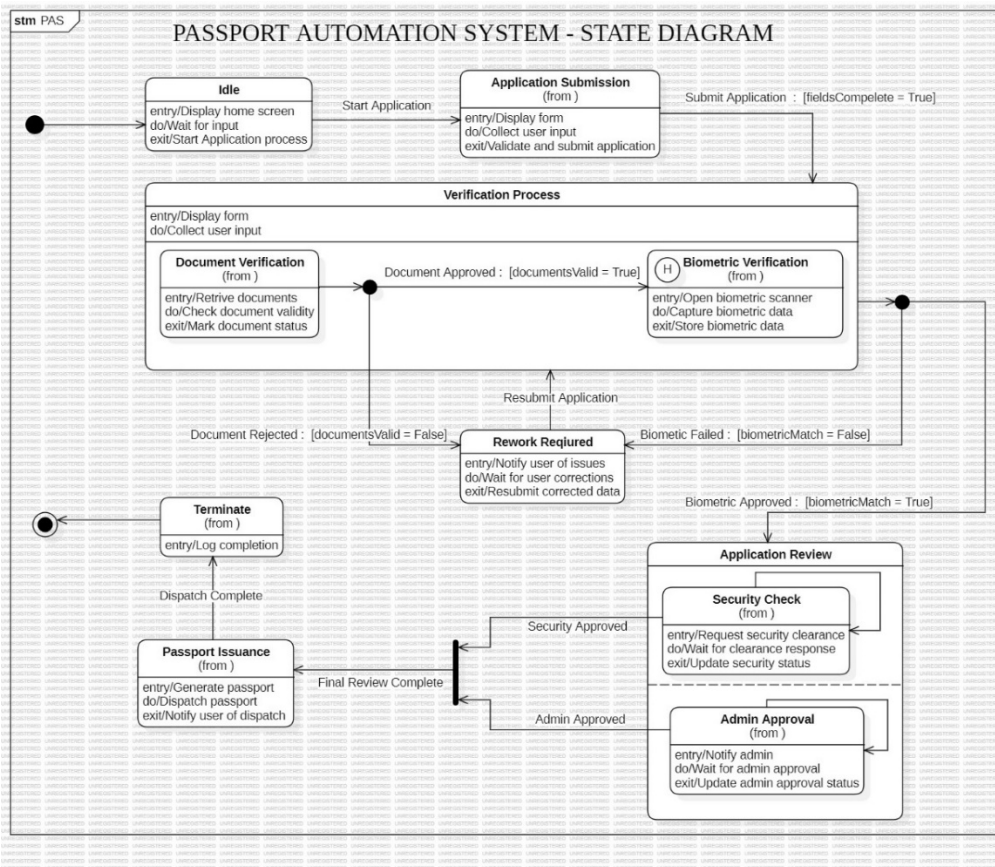 stm PAS
PASSPORT AUTOMATION SYSTEM - STATE DIAGRAM
Idle
entry/Display home screen
do/Wait for input
exit/Start Application process
Start Application
Application Submission
(from )
entry/Display form
do/Collect user input
exit/Validate and submit application
Submit Application : [fieldsCompelete = True]
Verification Process
entry/Display form
do/Collect user input
Document Verification
(from )
entry/Retrive documents
do/Check document validity
exit/Mark document status
Document Approved : [documentsValid = True]
H
Biometric Verification
(from )
entry/Open biometric scanner
do/Capture biometric data
exit/Store biometric data
Resubmit Application
Document Rejected : [documentsValid = False]
Rework Reqiured
entry/Notify user of issues
do/Wait for user corrections
exit/Resubmit corrected data
Biometic Failed : [biometricMatch = False]
Biometric Approved : [biometricMatch = True]
Terminate
(from )
entry/Log completion
Dispatch Complete
Passport Issuance
(from )
entry/Generate passport
do/Dispatch passport
exit/Notify user of dispatch
Final Review Complete
Security Approved
Admin Approved
Application Review
Security Check
(from )
entry/Request security clearance
do/Wait for clearance response
exit/Update security status
Admin Approval
(from )
entry/Notify admin
do/Wait for admin approval
exit/Update admin approval status